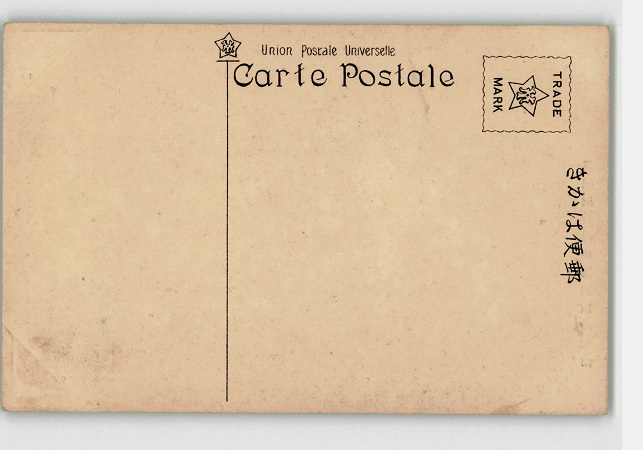 Union Postale Universelle
Carte Postale
TRADE
MARK
きかは便郵